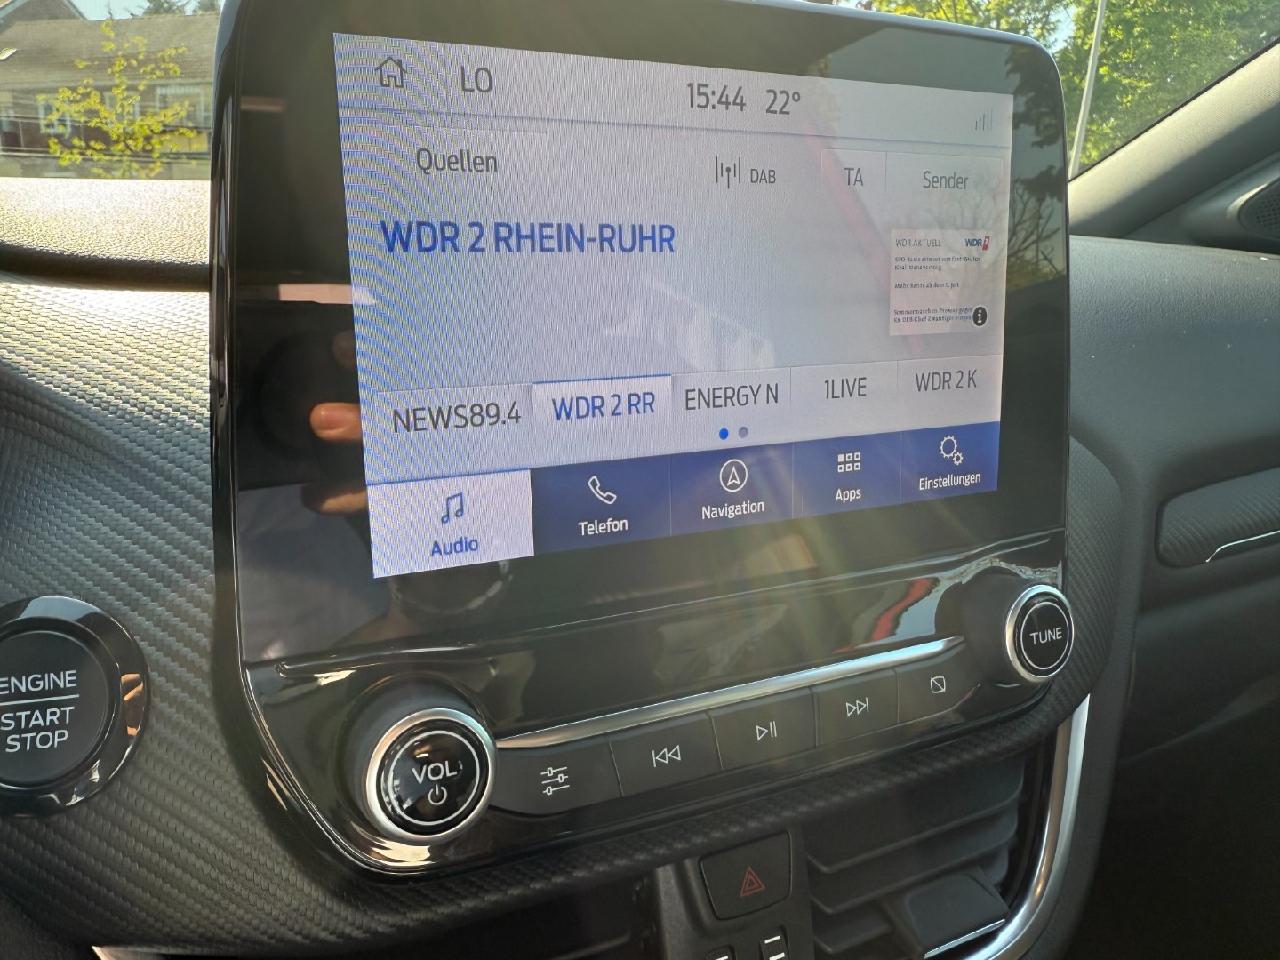 LO
15:44 22°
Quellen
DAB
TA
Sender
WDR 2 RHEIN-RUHR
WDR AKTUELL
WDR 2
NEWS89.4
WDR 2 RR
ENERGY N
1LIVE
WDR 2 K
Audio
Telefon
Navigation
Apps
Einstellungen
ENGINE
START
STOP
VOL
TUNE